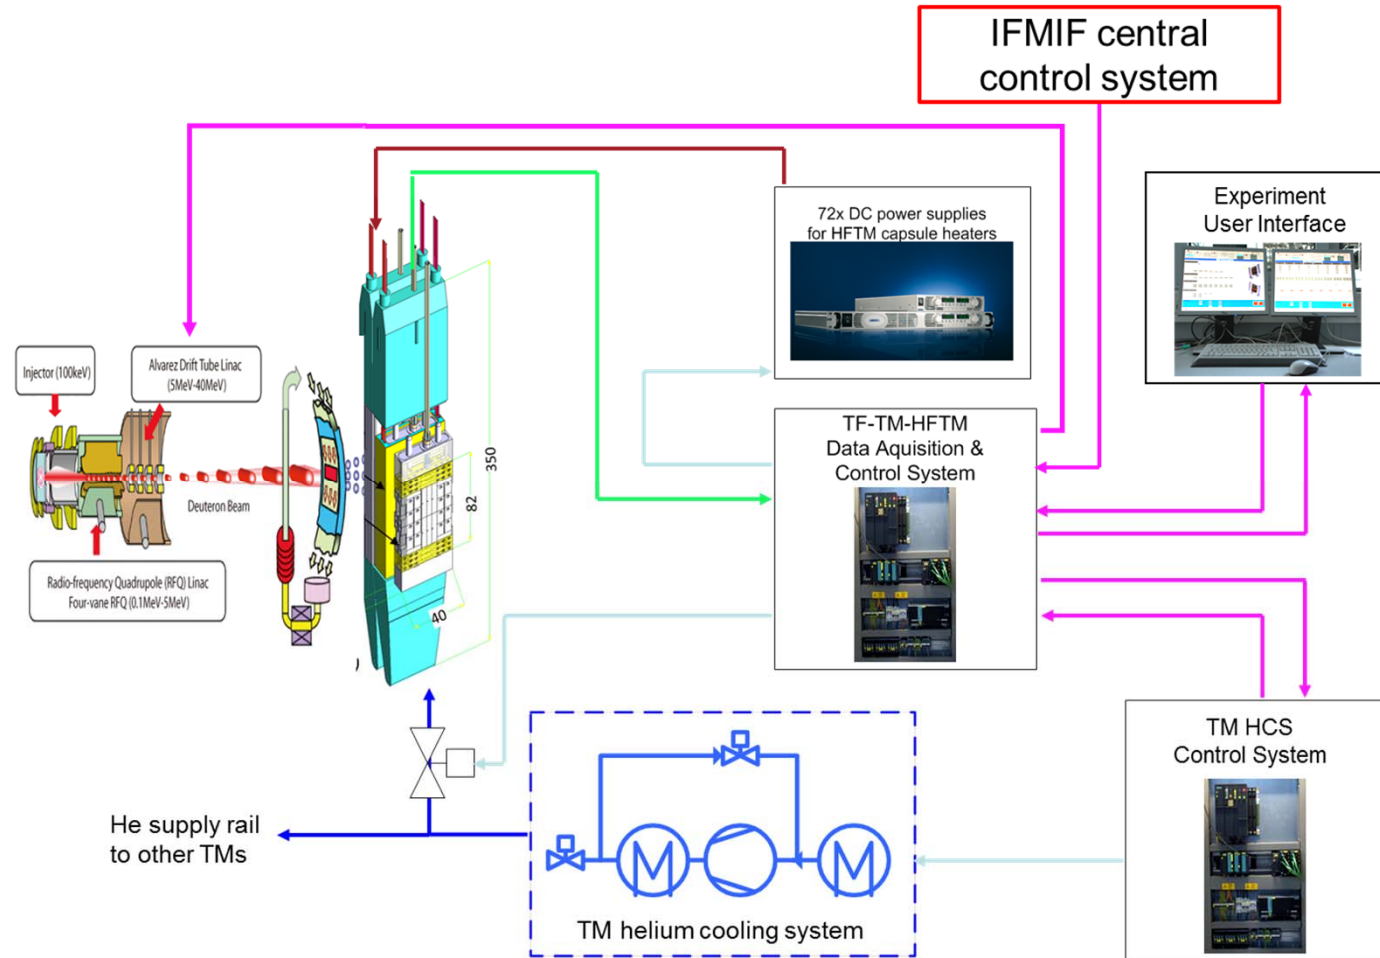 IFMIF central
control system
72x DC power supplies
for HFTM capsule heaters
Experiment
User Interface
Injector (100keV)
Alvarez Drift Tube Linac
(5MeV-40MeV)
TF-TM-HFTM
Data Aquisition &
Control System
350
82
Deuteron Beam
Radio-frequency Quadrupole (RFQ) Linac
Four-vane RFQ (0.1MeV-5MeV)
40
)
TM HCS
Control System
He supply rail
to other TMs
M
M
TM helium cooling system